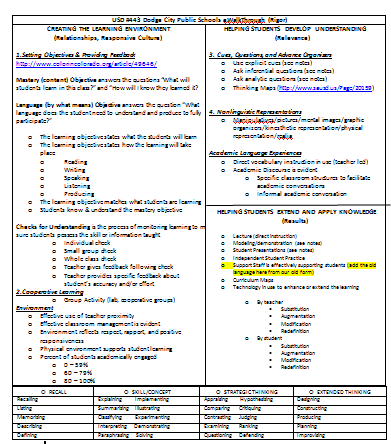 USD #443 Dodge City Public Schools eWalkthrough (Rigor)
CREATING THE LEARNING ENVIRONMENT
(Relationships, Responsive Culture)
1.Setting Objectives & Providing Feedback
http://www.colorincolorado.org/article/49646/
Mastery (content) Objective answers the question "What will
students learn in this class?" and "How will I know they learned it?
Language (by what means) Objective answers the question "What
language does the student need to understand and produce to fully
participate?"
o The learning objective states what the students will learn
o The learning objective states how the learning will take
place
o Reading
o Writing
o Speaking
o Listening
o Producing
o The learning objective matches what students are learning
o Students know & understand the mastery objective
Checks for Understanding is the process of monitoring learning to m
sure students possess the skill or information taught
o Individual check
o Small group check
o Whole class check
o Teacher gives feedback following check
o Teacher provides specific feedback about
student's accuracy and/or effort
2.Cooperative Learning
o Group Activity (lab, cooperative groups)
Environment
o Effective use of teacher proximity
o Effective classroom management is evident
o Environment reflects respect, rapport, and positive
responsiveness
o Physical environment supports student learning
o Percent of students academically engaged
o 0 – 59%
o 60 – 79%
o 80 – 100%
HELPING STUDENTS DEVELOP UNDERSTANDING
(Relevance)
3. Cues, Questions, and Advance Organizers
o Use explicit cues (see notes)
o Ask inferential questions (see notes)
o Ask analytic questions (see notes)
o Thinking Maps
4. Nonlinguistic Representations
o pictures/mental images/graphic
organizers/kinesthetic representation/physical
Academic Language Experiences
o Direct vocabulary instruction in use (teacher led)
o Academic Discourse is evident
o Specific classroom structures to facilitate
academic conversations
o Informal academic conversation
HELPING STUDENTS EXTEND AND APPLY KNOWLEDGE
(Results)
o Lecture (direct instruction)
o Modeling/demonstration (see notes)
o Student Presentations (see notes)
o Independent Student Practice
o Support Staff is effectively supporting students (add the old
language here from our old form)
o Curriculum Maps
o Technology in use to enhance or extend the learning
o By teacher
▪ Substitution
▪ Augmentation
▪ Modification
▪ Redefinition
o By student
▪ Substitution
▪ Augmentation
▪ Modification
▪ Redefinition
O RECALL O SKILL/CONCEPT O STRATEGIC THINKING O EXTENDED THINKING
Recalling Explaining Implementing Appraising Hypothesizing Designing
Listing Summarizing Illustrating Comparing Critiquing Constructing
Memorizing Classifying Experimenting Contrasting Judging Producing
Describing Interpreting Demonstrating Examining Ranking Planning
Defining Paraphrasing Solving Questioning Defending Improving